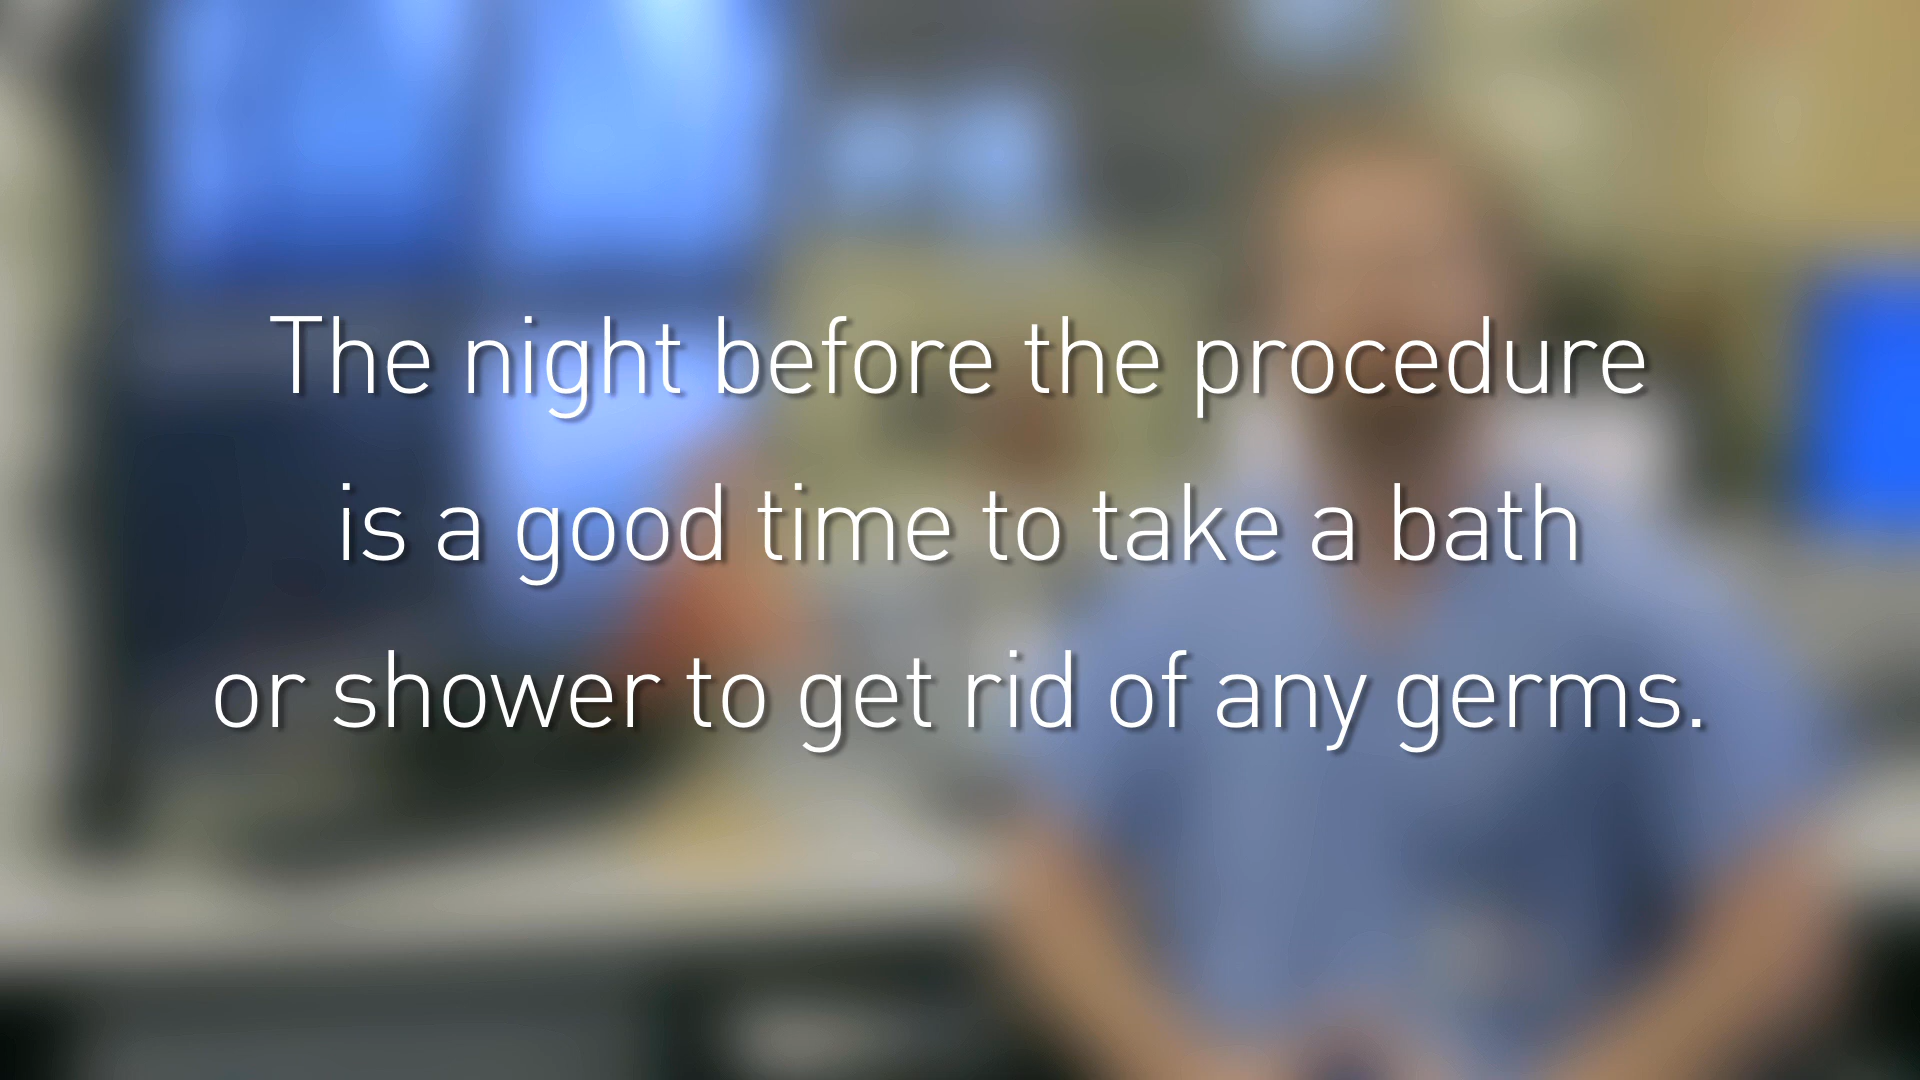 The night before the procedure
is a good time to take a bath
or shower to get rid of any germs.